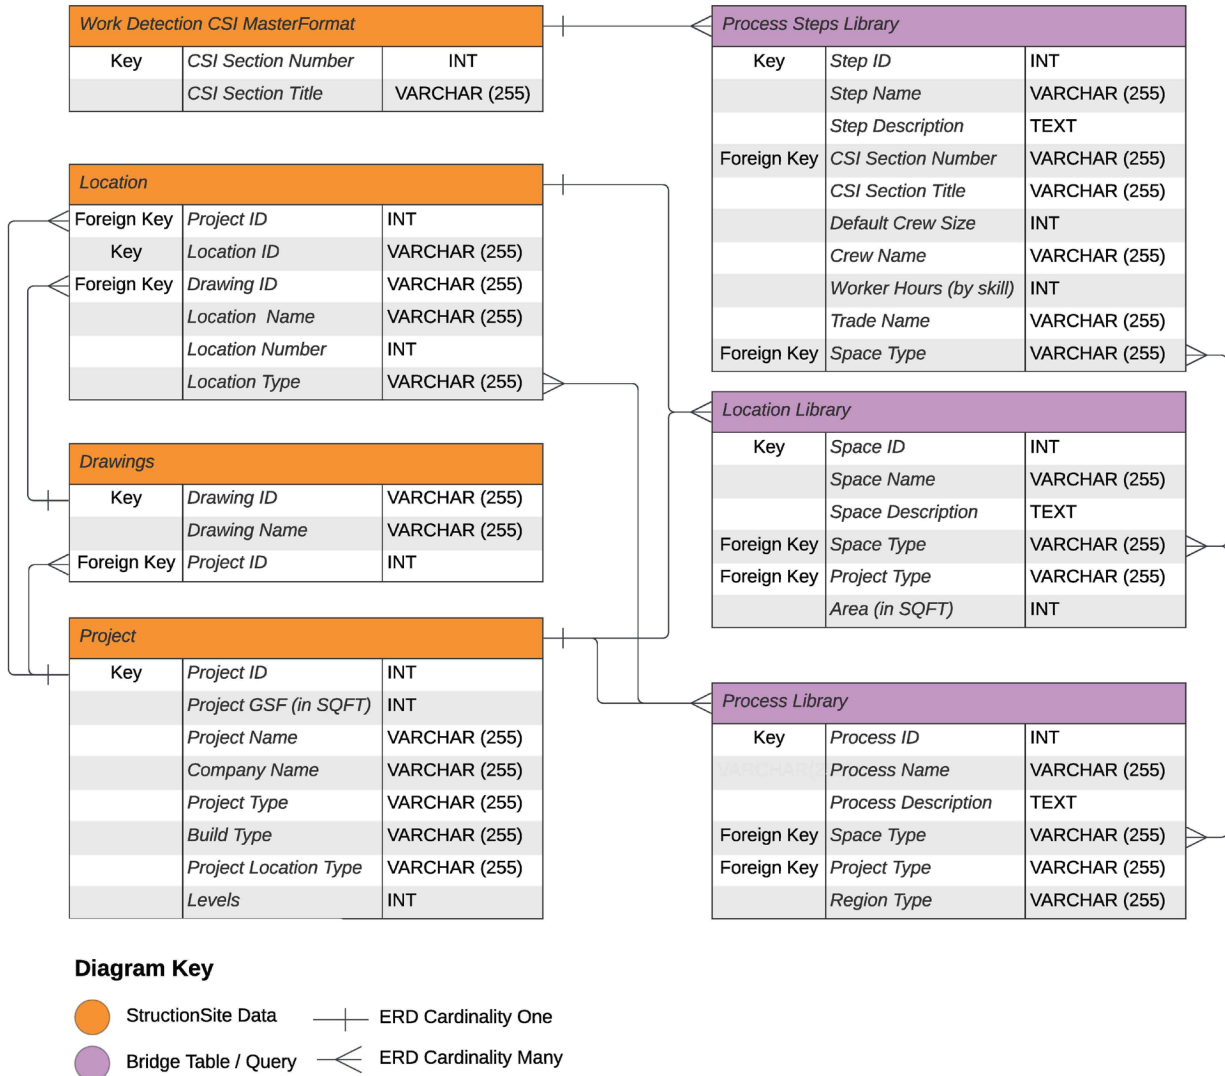 Work Detection CSI MasterFormat
Key CSI Section Number INT
CSI Section Title VARCHAR (255)
Location
Foreign Key Project ID INT
Key Location ID VARCHAR (255)
Foreign Key Drawing ID VARCHAR (255)
Location Name VARCHAR (255)
Location Number INT
Location Type VARCHAR (255)
Drawings
Key Drawing ID VARCHAR (255)
Drawing Name VARCHAR (255)
Foreign Key Project ID INT
Project
Key Project ID INT
Project GSF (in SQFT) INT
Project Name VARCHAR (255)
Company Name VARCHAR (255)
Project Type VARCHAR (255)
Build Type VARCHAR (255)
Project Location Type VARCHAR (255)
Levels INT
Process Steps Library
Key Step ID INT
Step Name VARCHAR (255)
Step Description TEXT
Foreign Key CSI Section Number VARCHAR (255)
CSI Section Title VARCHAR (255)
Default Crew Size INT
Crew Name VARCHAR (255)
Worker Hours (by skill) INT
Trade Name VARCHAR (255)
Foreign Key Space Type VARCHAR (255)
Location Library
Key Space ID INT
Space Name VARCHAR (255)
Space Description TEXT
Foreign Key Space Type VARCHAR (255)
Foreign Key Project Type VARCHAR (255)
Area (in SQFT) INT
Process Library
Key Process ID INT
Process Name VARCHAR (255)
Process Description TEXT
Foreign Key Space Type VARCHAR (255)
Foreign Key Project Type VARCHAR (255)
Region Type VARCHAR (255)
Diagram Key
StructionSite Data
ERD Cardinality One
Bridge Table / Query
ERD Cardinality Many